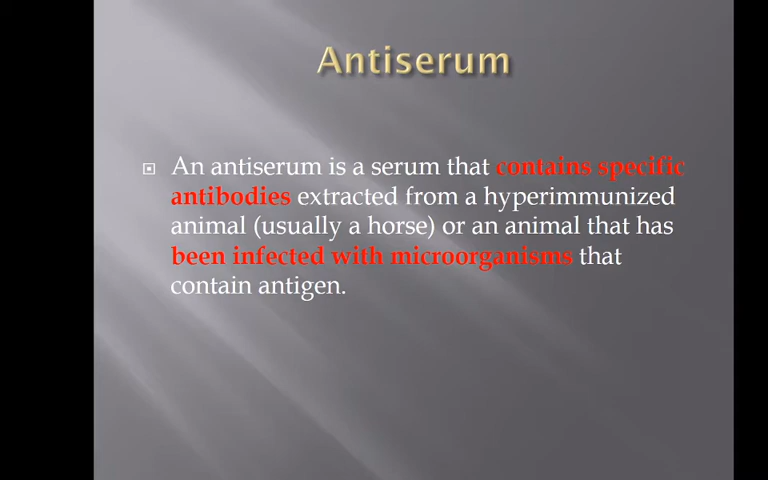 Antiserum
An antiserum is a serum that contains specific
antibodies extracted from a hyperimmunized
animal (usually a horse) or an animal that has
been infected with microorganisms that
contain antigen.